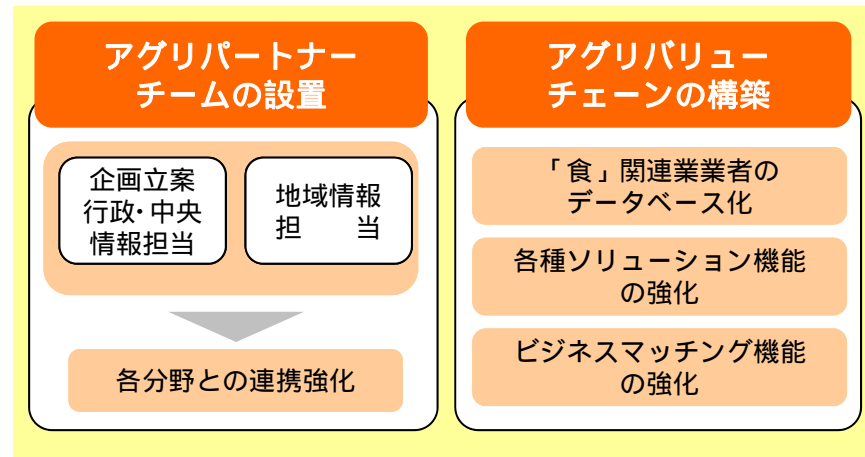 アグリパートナー
チームの設置
企画立案
行政・中央
情報担当
地域情報
担　　当
各分野との連携強化
アグリバリュー
チェーンの構築
「食」関連業業者の
データベース化
各種ソリューション機能
の強化
ビジネスマッチング機能
の強化